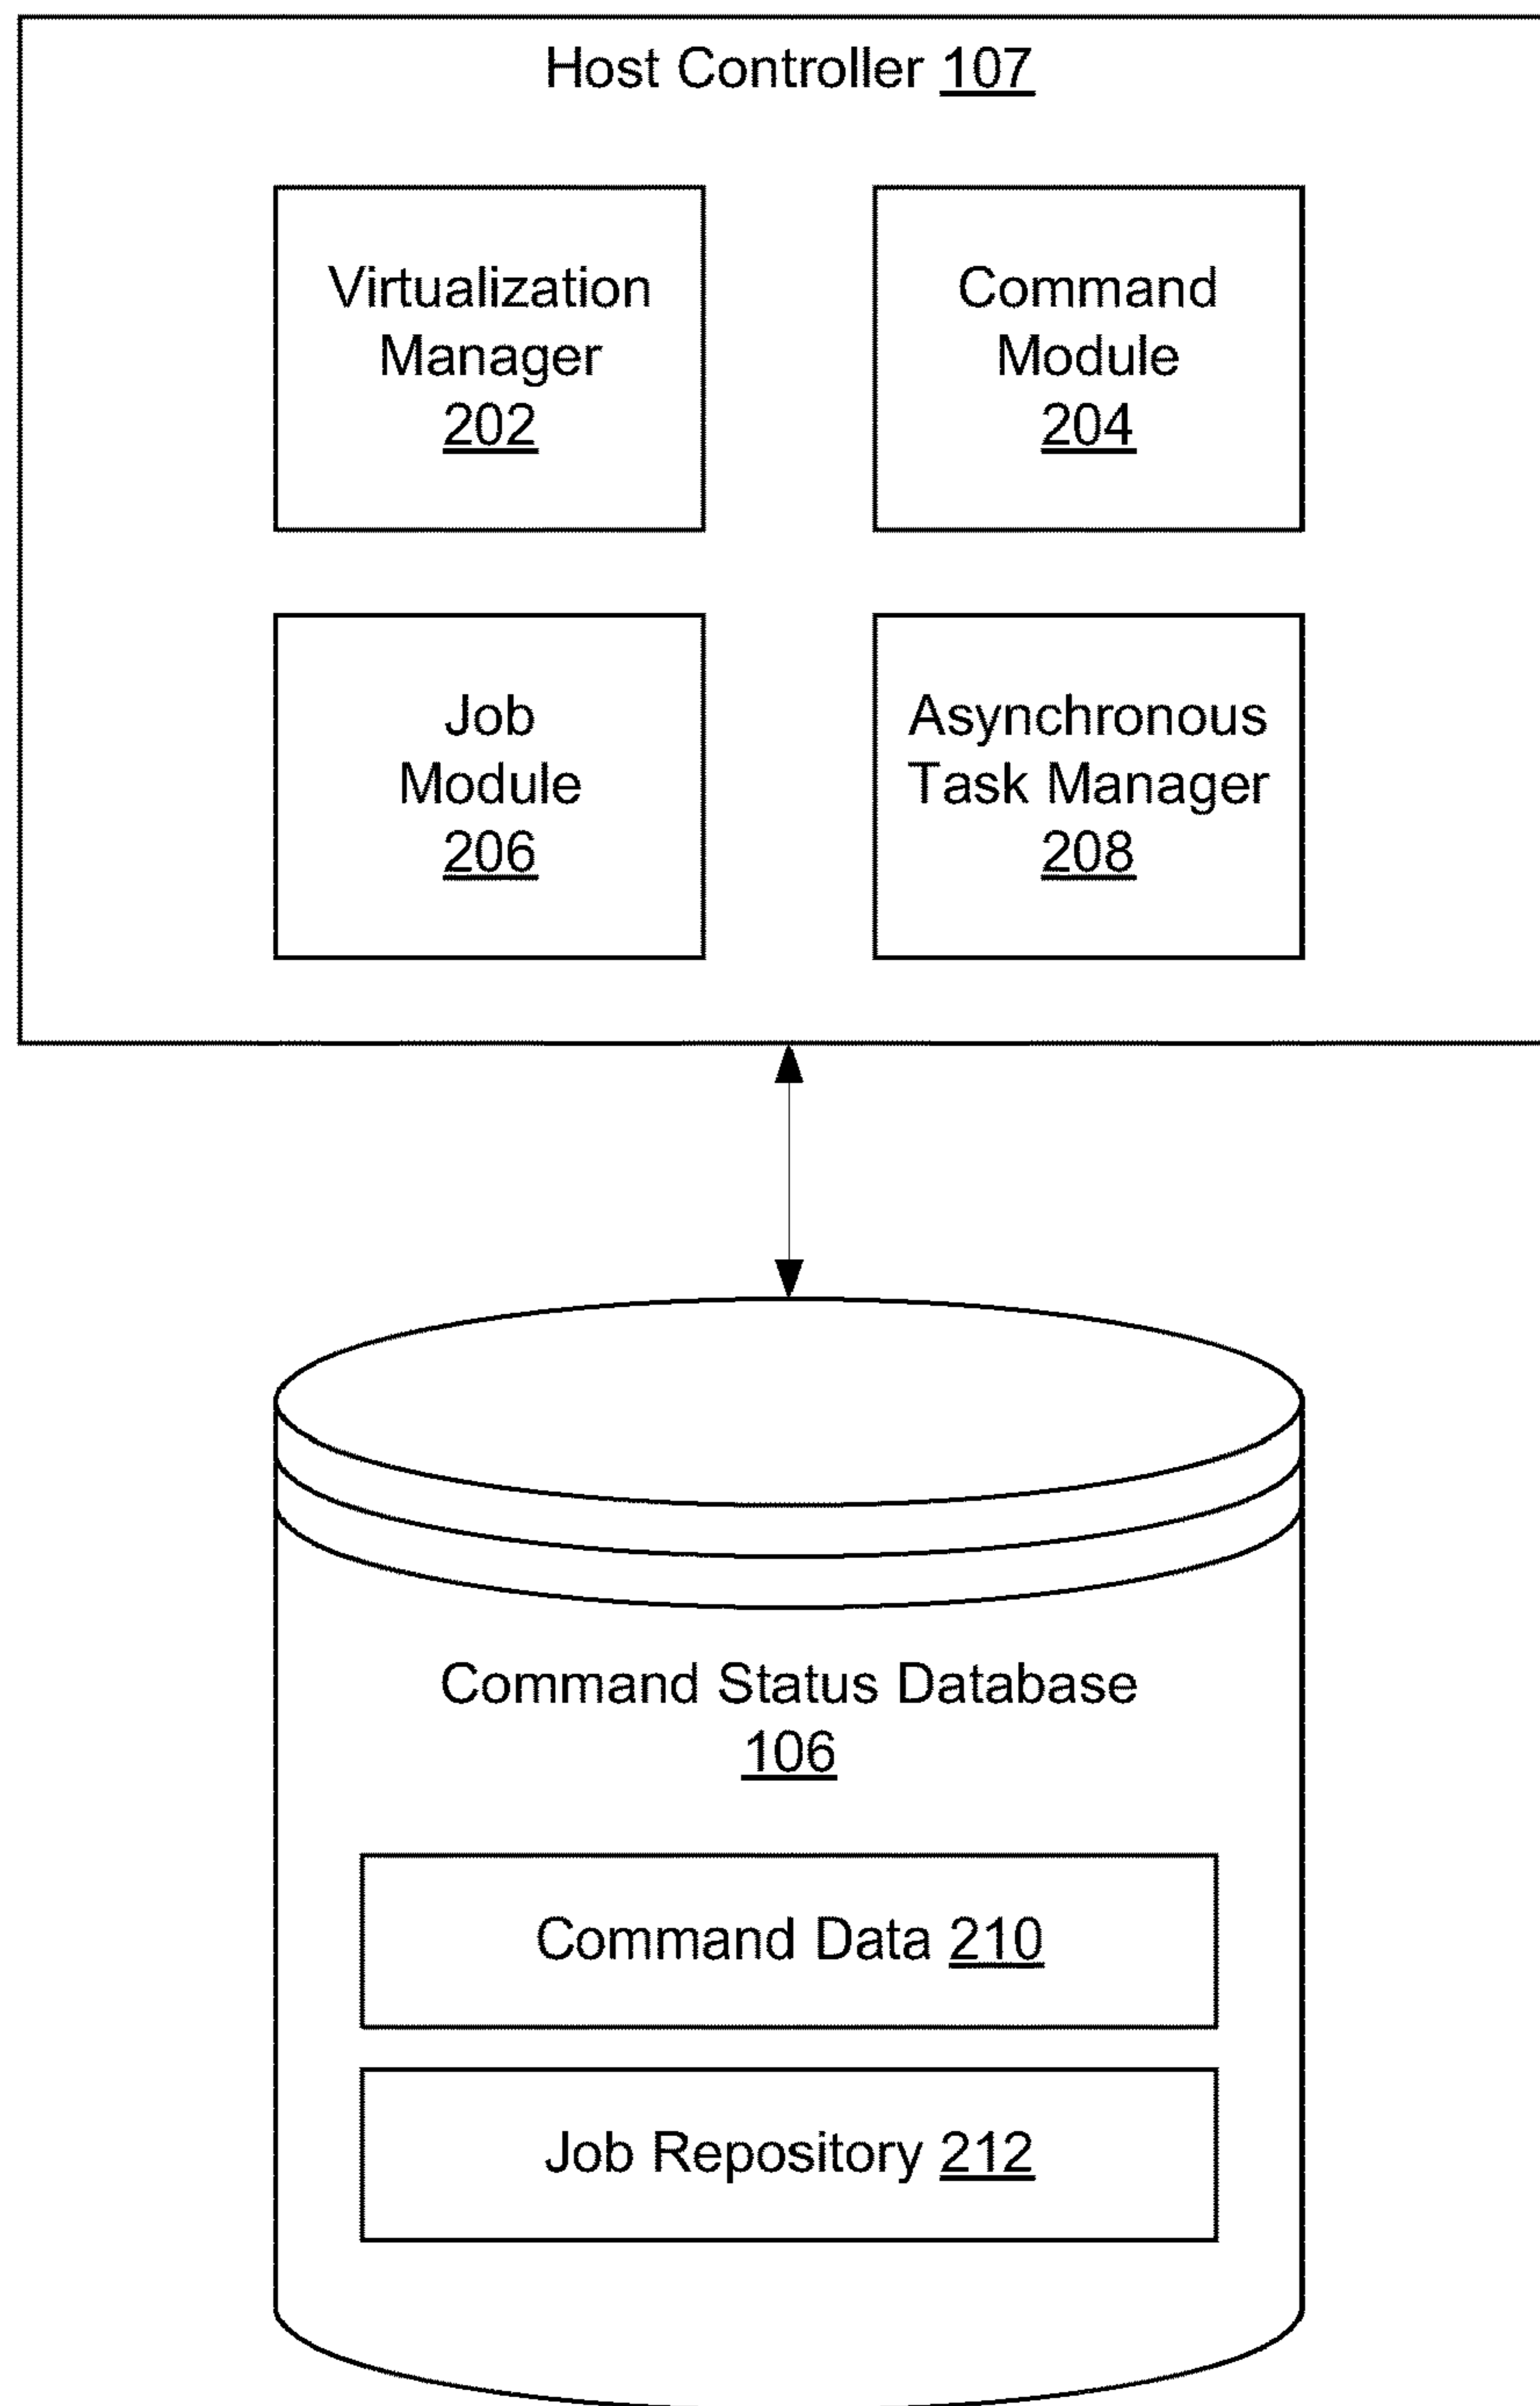 Host Controller 107
Virtualization
Manager
202
Command
Module
204
Job
Module
206
Asynchronous
Task Manager
208
Command Status Database
106
Command Data 210
Job Repository 212